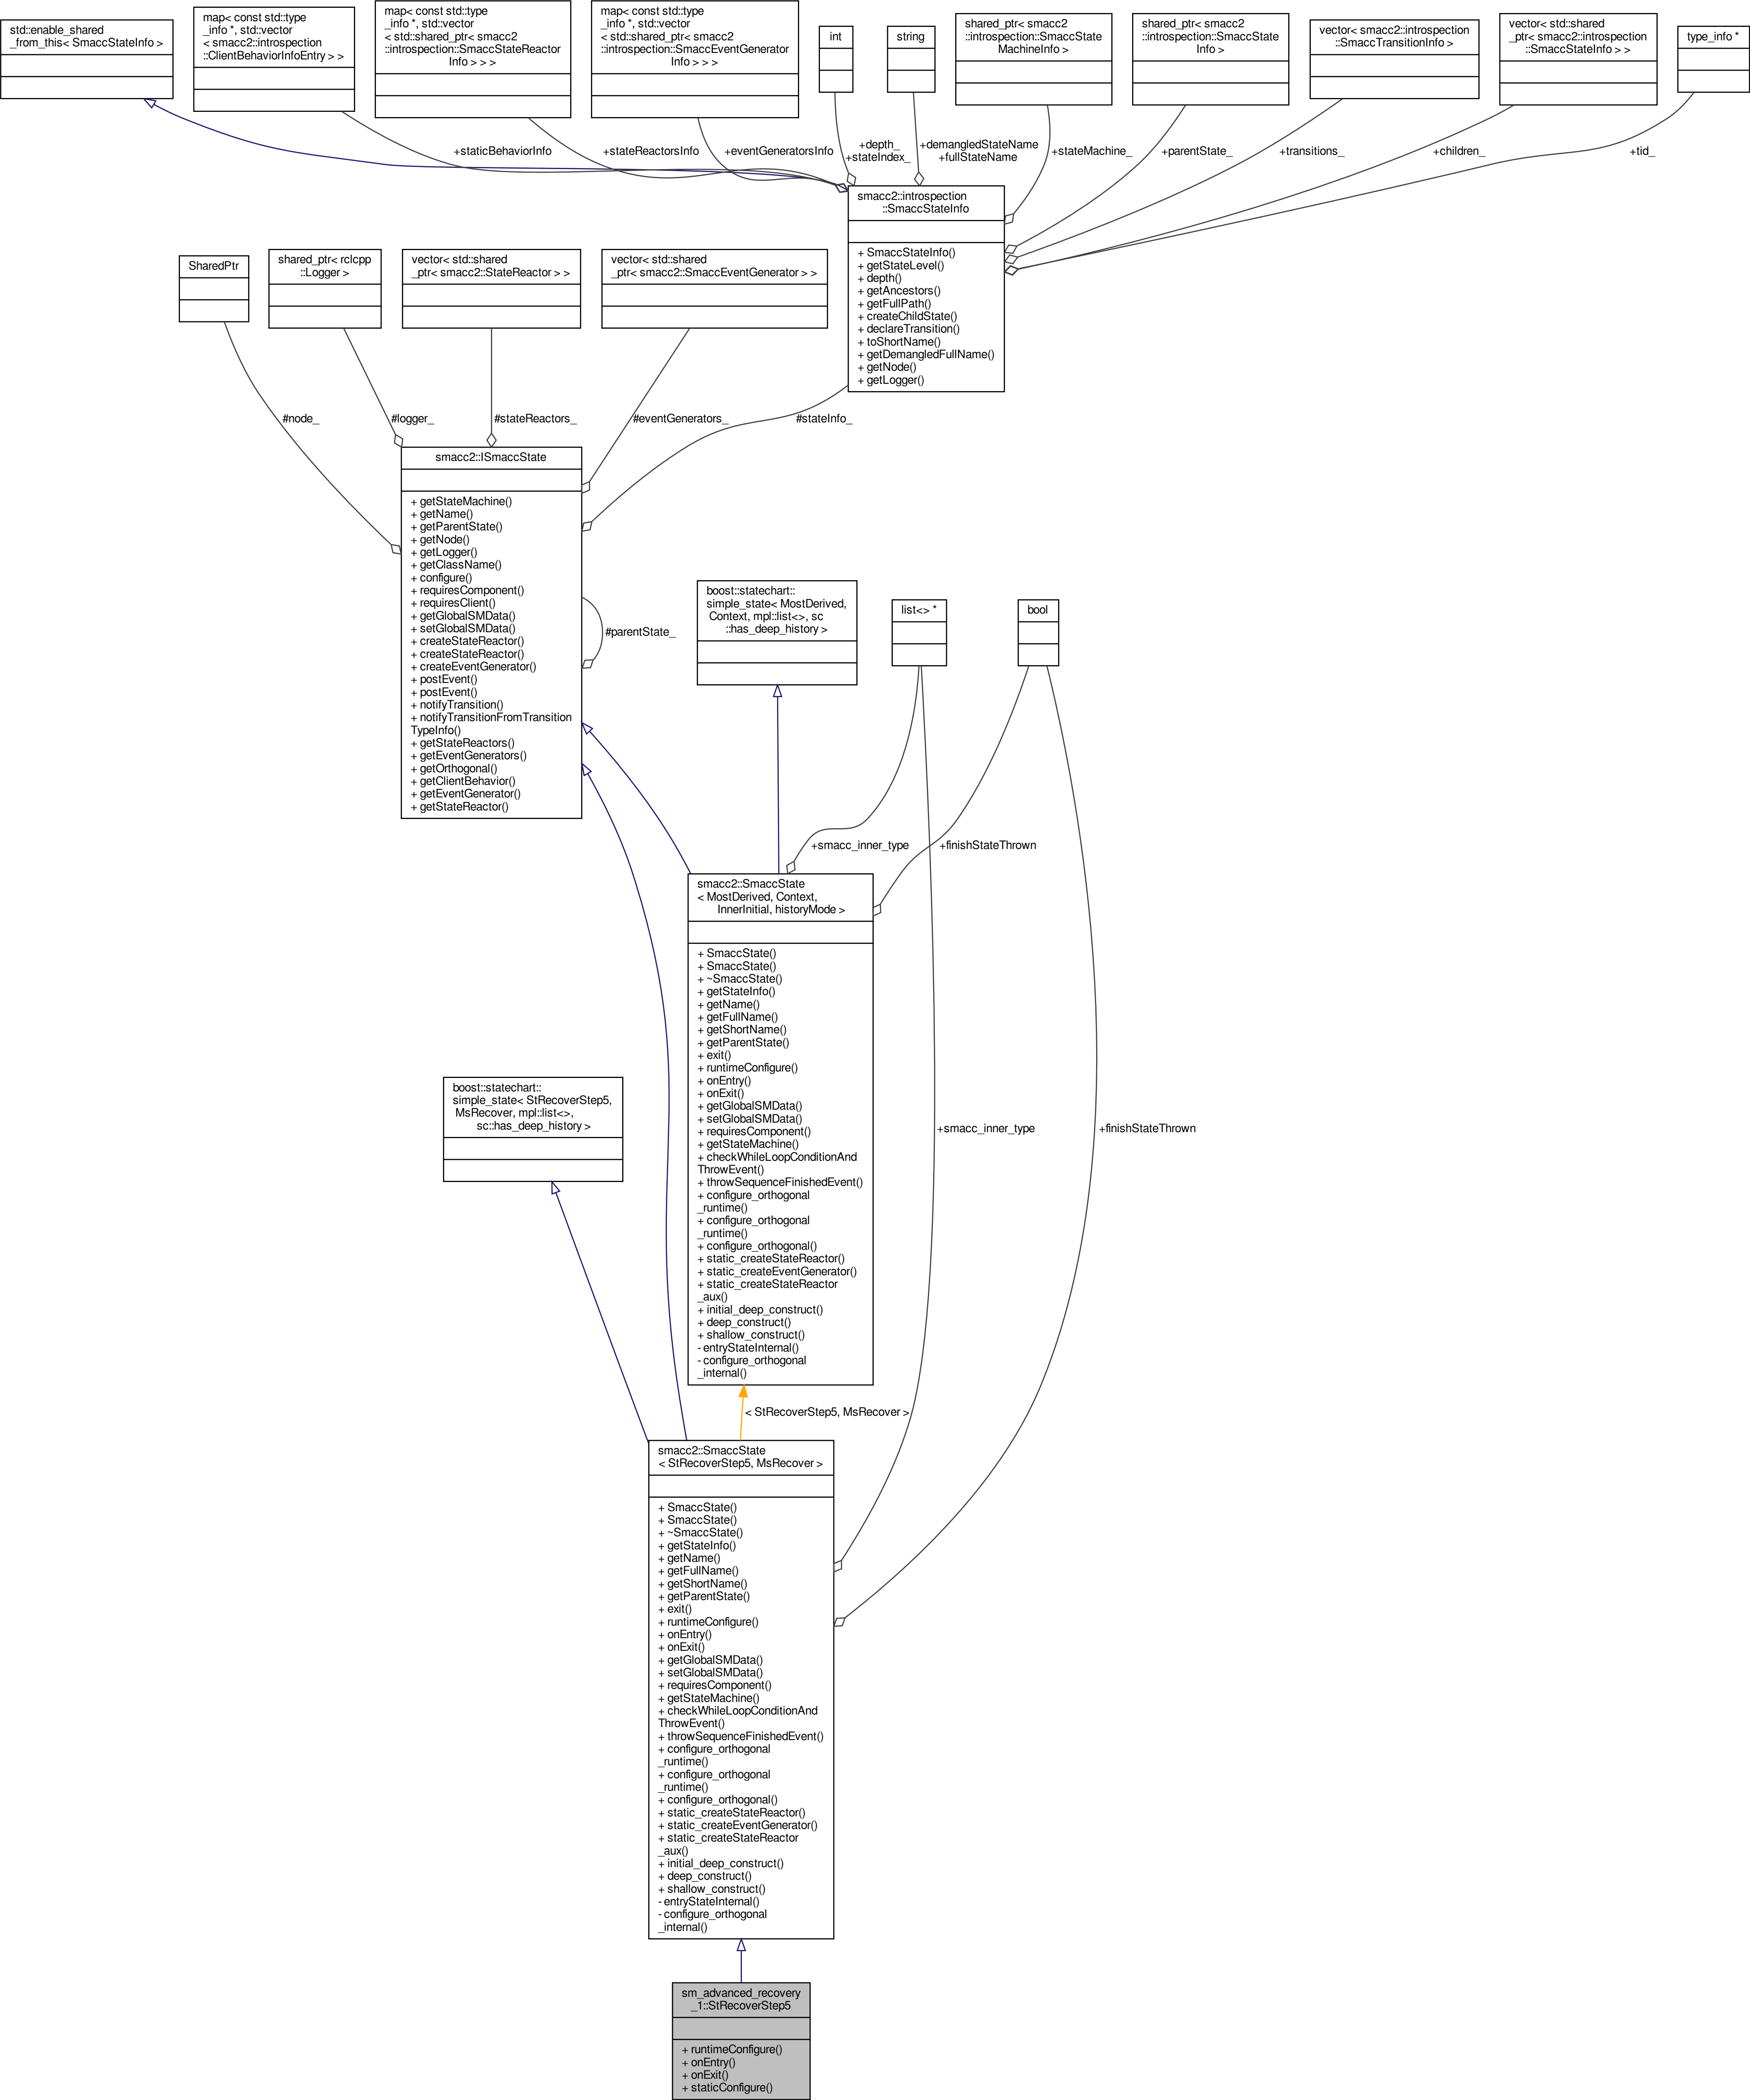 std::enable_shared
_from_this< SmaccStateInfo >
map< const std::type
_info *, std::vector
< smacc2::introspection
::ClientBehaviorInfoEntry > >
map< const std::type
_info *, std::vector
< std::shared_ptr< smacc2
::introspection::SmaccStateReactor
Info > > >
map< const std::type
_info *, std::vector
< std::shared_ptr< smacc2
::introspection::SmaccEventGenerator
Info > > >
int
string
shared_ptr< smacc2
::introspection::SmaccState
MachineInfo >
shared_ptr< smacc2
::introspection::SmaccState
Info >
vector< smacc2::introspection
::SmaccTransitionInfo >
vector< std::shared
_ptr< smacc2::introspection
::SmaccStateInfo > >
type_info *
+staticBehaviorInfo
+stateReactorsInfo
+eventGeneratorsInfo
+depth_
+stateIndex_
+demangledStateName
+fullStateName
+stateMachine_
+parentState_
+transitions_
+children_
+tid_
smacc2::introspection
::SmaccStateInfo
+ SmaccStateInfo()
+ getStateLevel()
+ depth()
+ getAncestors()
+ getFullPath()
+ createChildState()
+ declareTransition()
+ toShortName()
+ getDemangledFullName()
+ getNode()
+ getLogger()
SharedPtr
shared_ptr< rclcpp
::Logger >
vector< std::shared
_ptr< smacc2::StateReactor > >
vector< std::shared
_ptr< smacc2::SmaccEventGenerator > >
#node_
#logger_
#stateReactors_
#eventGenerators_
#stateInfo_
smacc2::ISmaccState
+ getStateMachine()
+ getName()
+ getParentState()
+ getNode()
+ getLogger()
+ getClassName()
+ configure()
+ requiresComponent()
+ requiresClient()
+ getGlobalSMData()
+ setGlobalSMData()
+ createStateReactor()
+ createStateReactor()
+ createEventGenerator()
+ postEvent()
+ postEvent()
+ notifyTransition()
+ notifyTransitionFromTransition
TypeInfo()
+ getStateReactors()
+ getEventGenerators()
+ getOrthogonal()
+ getClientBehavior()
+ getEventGenerator()
+ getStateReactor()
#parentState_
boost::statechart::
simple_state< MostDerived,
Context, mpl::list<>, sc
::has_deep_history >
list<> *
bool
+smacc_inner_type
+finishStateThrown
smacc2::SmaccState
< MostDerived, Context,
InnerInitial, historyMode >
+ SmaccState()
+ SmaccState()
+ ~SmaccState()
+ getStateInfo()
+ getName()
+ getFullName()
+ getShortName()
+ getParentState()
+ exit()
+ runtimeConfigure()
+ onEntry()
+ onExit()
+ getGlobalSMData()
+ setGlobalSMData()
+ requiresComponent()
+ getStateMachine()
+ checkWhileLoopConditionAnd
ThrowEvent()
+ throwSequenceFinishedEvent()
+ configure_orthogonal
_runtime()
+ configure_orthogonal
_runtime()
+ configure_orthogonal()
+ static_createStateReactor()
+ static_createEventGenerator()
+ static_createStateReactor
_aux()
+ initial_deep_construct()
+ deep_construct()
+ shallow_construct()
- entryStateInternal()
- configure_orthogonal
_internal()
boost::statechart::
simple_state< StRecoverStep5,
MsRecover, mpl::list<>,
sc::has_deep_history >
+smacc_inner_type
+finishStateThrown
< StRecoverStep5, MsRecover >
smacc2::SmaccState
< StRecoverStep5, MsRecover >
+ SmaccState()
+ SmaccState()
+ ~SmaccState()
+ getStateInfo()
+ getName()
+ getFullName()
+ getShortName()
+ getParentState()
+ exit()
+ runtimeConfigure()
+ onEntry()
+ onExit()
+ getGlobalSMData()
+ setGlobalSMData()
+ requiresComponent()
+ getStateMachine()
+ checkWhileLoopConditionAnd
ThrowEvent()
+ throwSequenceFinishedEvent()
+ configure_orthogonal
_runtime()
+ configure_orthogonal
_runtime()
+ configure_orthogonal()
+ static_createStateReactor()
+ static_createEventGenerator()
+ static_createStateReactor
_aux()
+ initial_deep_construct()
+ deep_construct()
+ shallow_construct()
- entryStateInternal()
- configure_orthogonal
_internal()
sm_advanced_recovery
_1::StRecoverStep5
+ runtimeConfigure()
+ onEntry()
+ onExit()
+ staticConfigure()